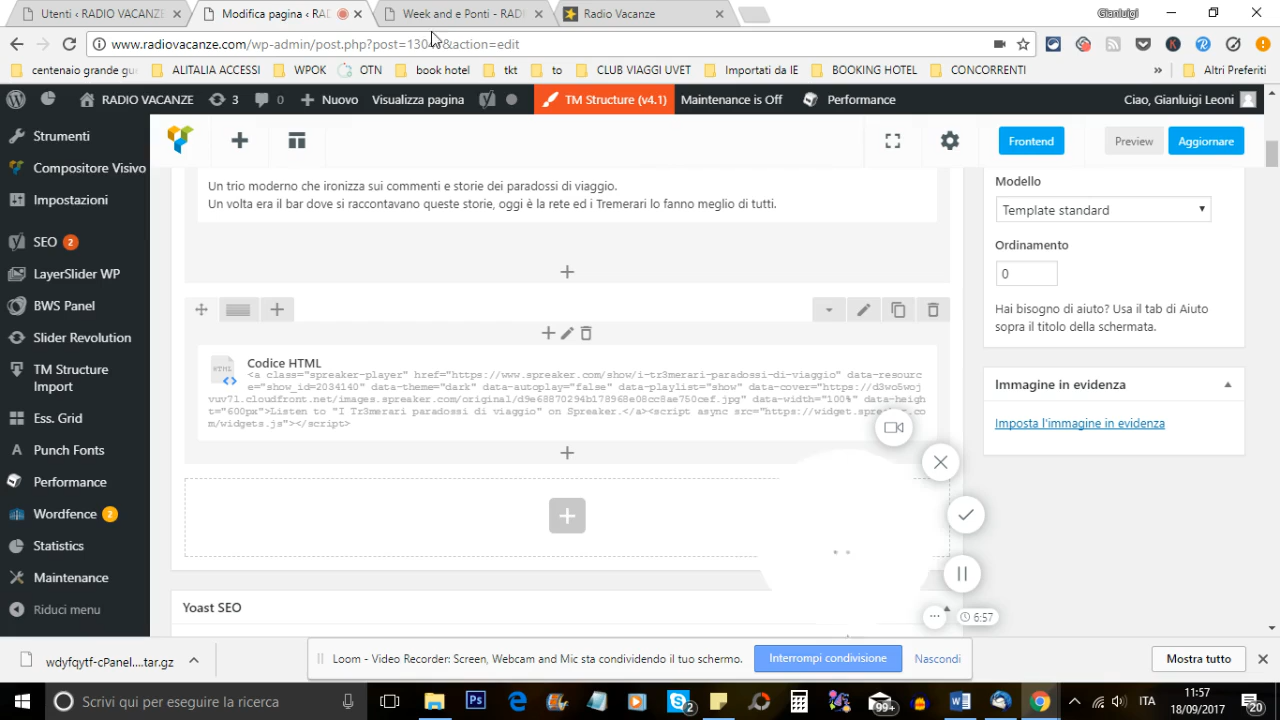 Utenti ‹ RADIO VACANZE
Modifica pagina ‹ RAD
Week and e Ponti - RADI
Radio Vacanze
Gianluigi
www.radiovacanze.com/wp-admin/post.php?post=130 &action=edit
centenaio grande gu
ALITALIA ACCESSI
WPOK
OTN
book hotel
tkt
to
CLUB VIAGGI UVET
Importati da IE
BOOKING HOTEL
CONCORRENTI
»
Altri Preferiti
RADIO VACANZE
3
0
Nuovo
Visualizza pagina
TM Structure (v4.1)
Maintenance is Off
Performance
Ciao, Gianluigi Leoni
Strumenti
Compositore Visivo
Impostazioni
SEO 2
LayerSlider WP
BWS Panel
Slider Revolution
TM Structure
Import
Ess. Grid
Punch Fonts
Performance
Wordfence 2
Statistics
Maintenance
Riduci menu
Frontend
Preview
Aggiornare
Un trio moderno che ironizza sui commenti e storie dei paradossi di viaggio.
Un volta era il bar dove si raccontavano queste storie, oggi è la rete ed i Tremerari lo fanno meglio di tutti.
Codice HTML
<a class="spreaker-player" href="https://www.spreaker.com/show/i-tr3merari-paradossi-di-viaggio" data-resourc
e="show_id=2034140" data-theme="dark" data-autoplay="false" data-playlist="show" data-cover="https://d3wo5woj
vuv7l.cloudfront.net/images.spreaker.com/original/d9e68870294b178968e08cc8ae750cef.jpg" data-width="100%" data-heig
ht="600px">Listen to "I Tr3merari paradossi di viaggio" on Spreaker.</a><script async src="https://widget.spreaker.co
m/widgets.js"></script>
Modello
Template standard
Ordinamento
0
Hai bisogno di aiuto? Usa il tab di Aiuto
sopra il titolo della schermata.
Immagine in evidenza
Imposta l'immagine in evidenza
6:57
Yoast SEO
wdyfqytf-cPanel....tar.gz
Loom - Video Recorder: Screen, Webcam and Mic sta condividendo il tuo schermo.
Interrompi condivisione
Nascondi
Mostra tutto
Scrivi qui per eseguire la ricerca
Ps
2
99+
ITA
11:57
18/09/2017
20